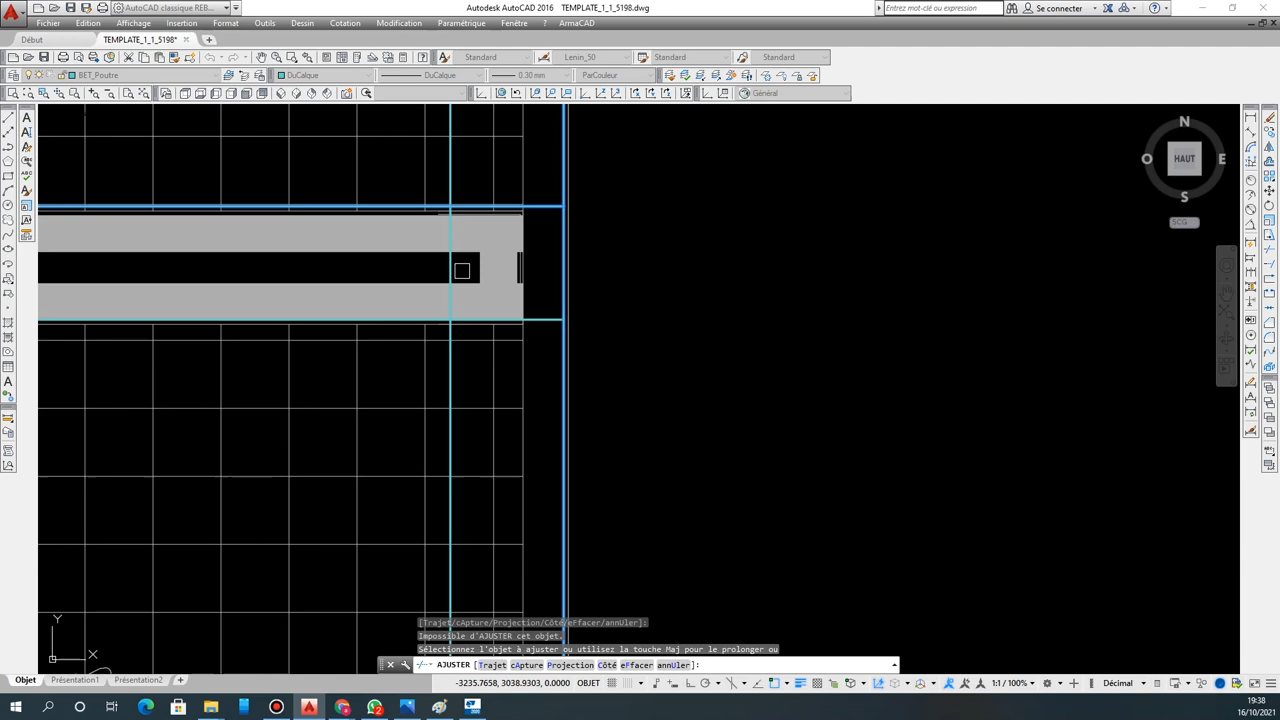 AutoCAD classique REB...
Autodesk AutoCAD 2016 TEMPLATE_1_1_5198.dwg
Entrez mot-clé ou expression
Se connecter
Fichier Edition Affichage Insertion Format Outils Dessin Cotation Modification Paramétrique Fenêtre ? ArmaCAD
Début TEMPLATE_1_1_5198*
Standard Lenin_50 Standard Standard
BET_Poutre DuCalque DuCalque 0.30 mm ParCouleur
Général
N
O HAUT E
S
SCG
Y
X
[Trajet/cApture/Projection/Côté/eFfacer/annUler]:
Impossible d'AJUSTER cet objet.
Sélectionnez l'objet à ajuster ou utilisez la touche Maj pour le prolonger ou
AJUSTER [Trajet cApture Projection Côté eFfacer annUler]:
Objet Présentation1 Présentation2 +
-3235.7658, 3038.9303, 0.0000 OBJET 1:1 / 100% Décimal
19:38
16/10/2021